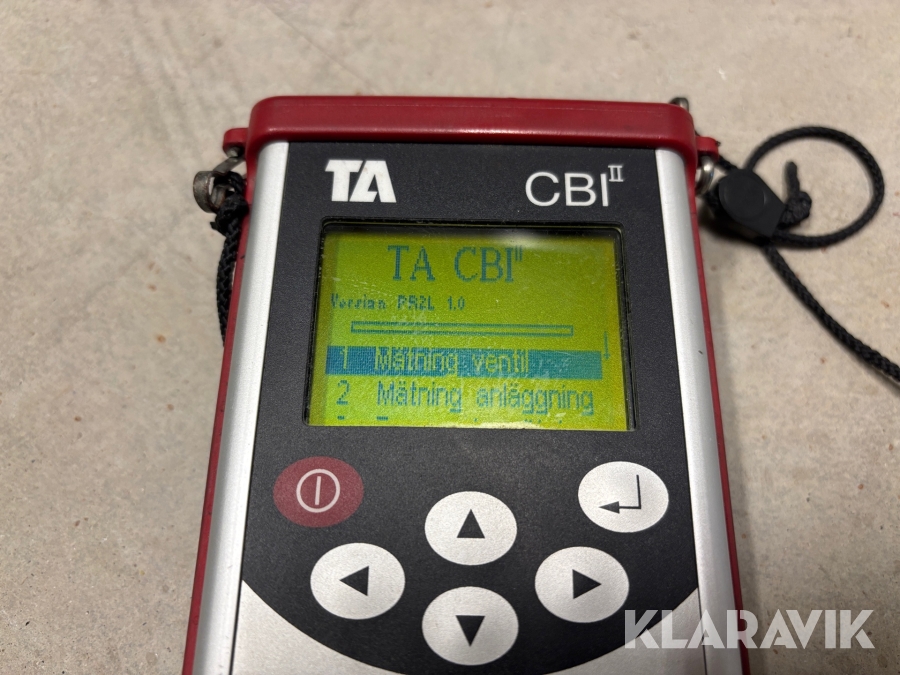 TA CBI II
TA CBI II
Version PR2L 1.0
1 Mätning ventil
2 Mätning anläggning
KLARAVIK